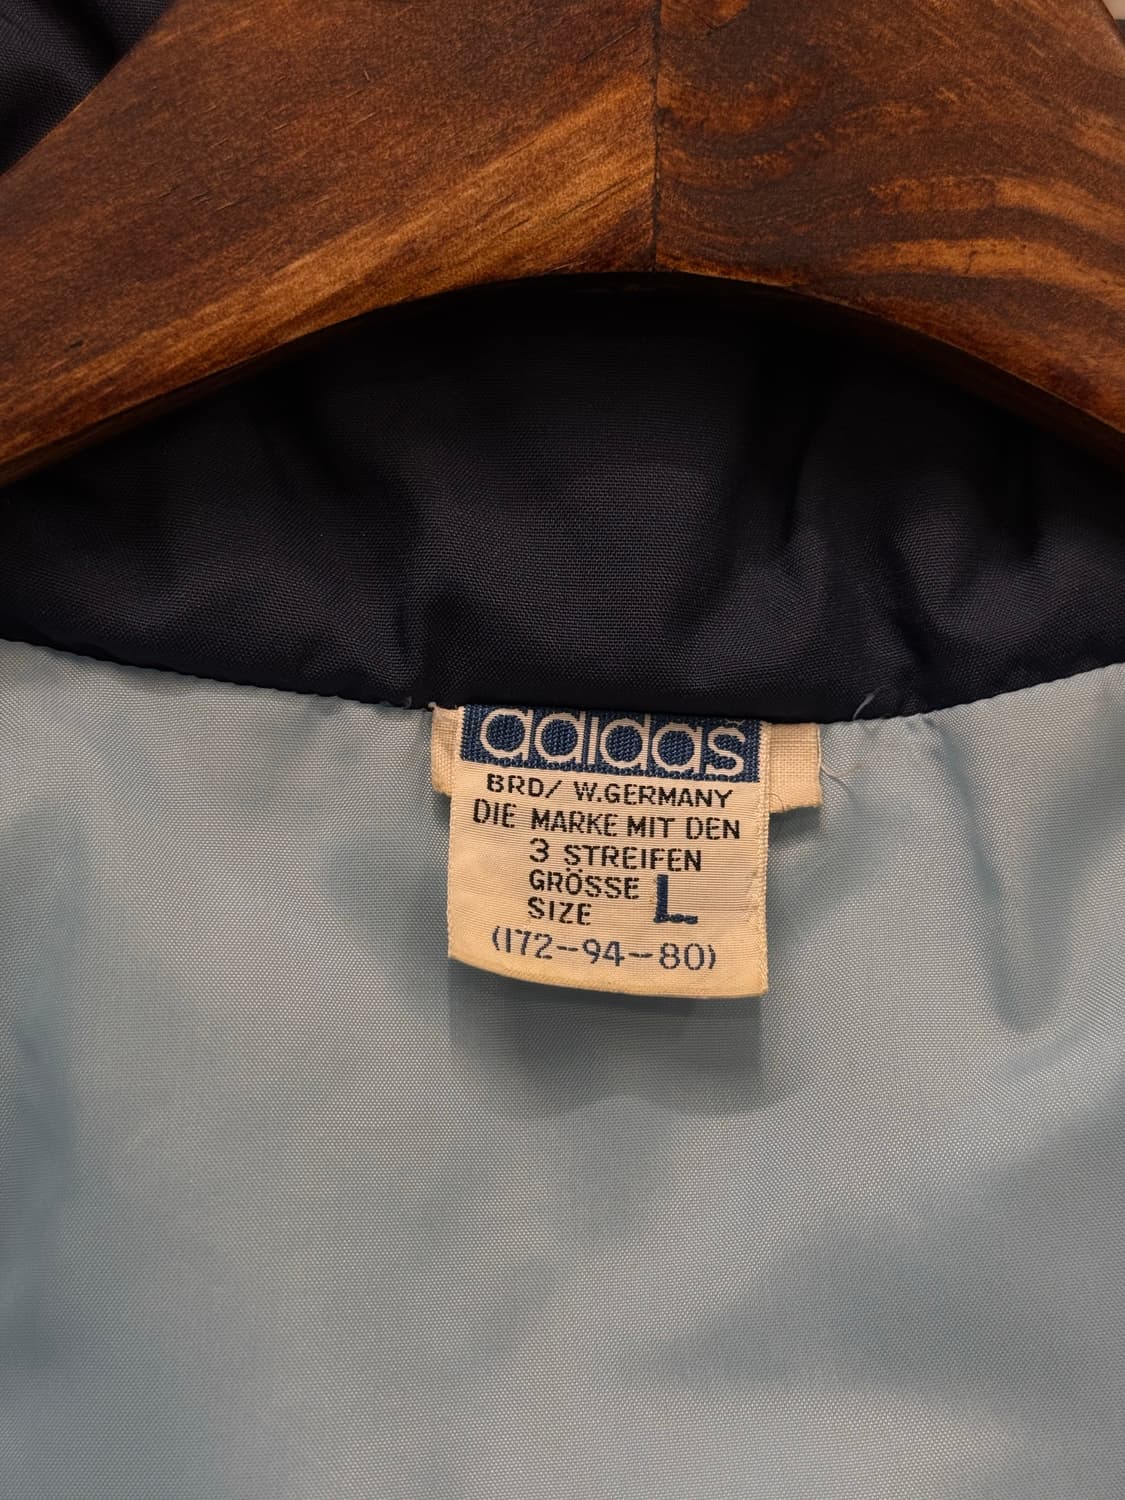 adidas
BRD/ W.GERMANY
DIE MARKE MIT DEN
3 STREIFEN
GRÖSSE L
SIZE
(172-94-80)